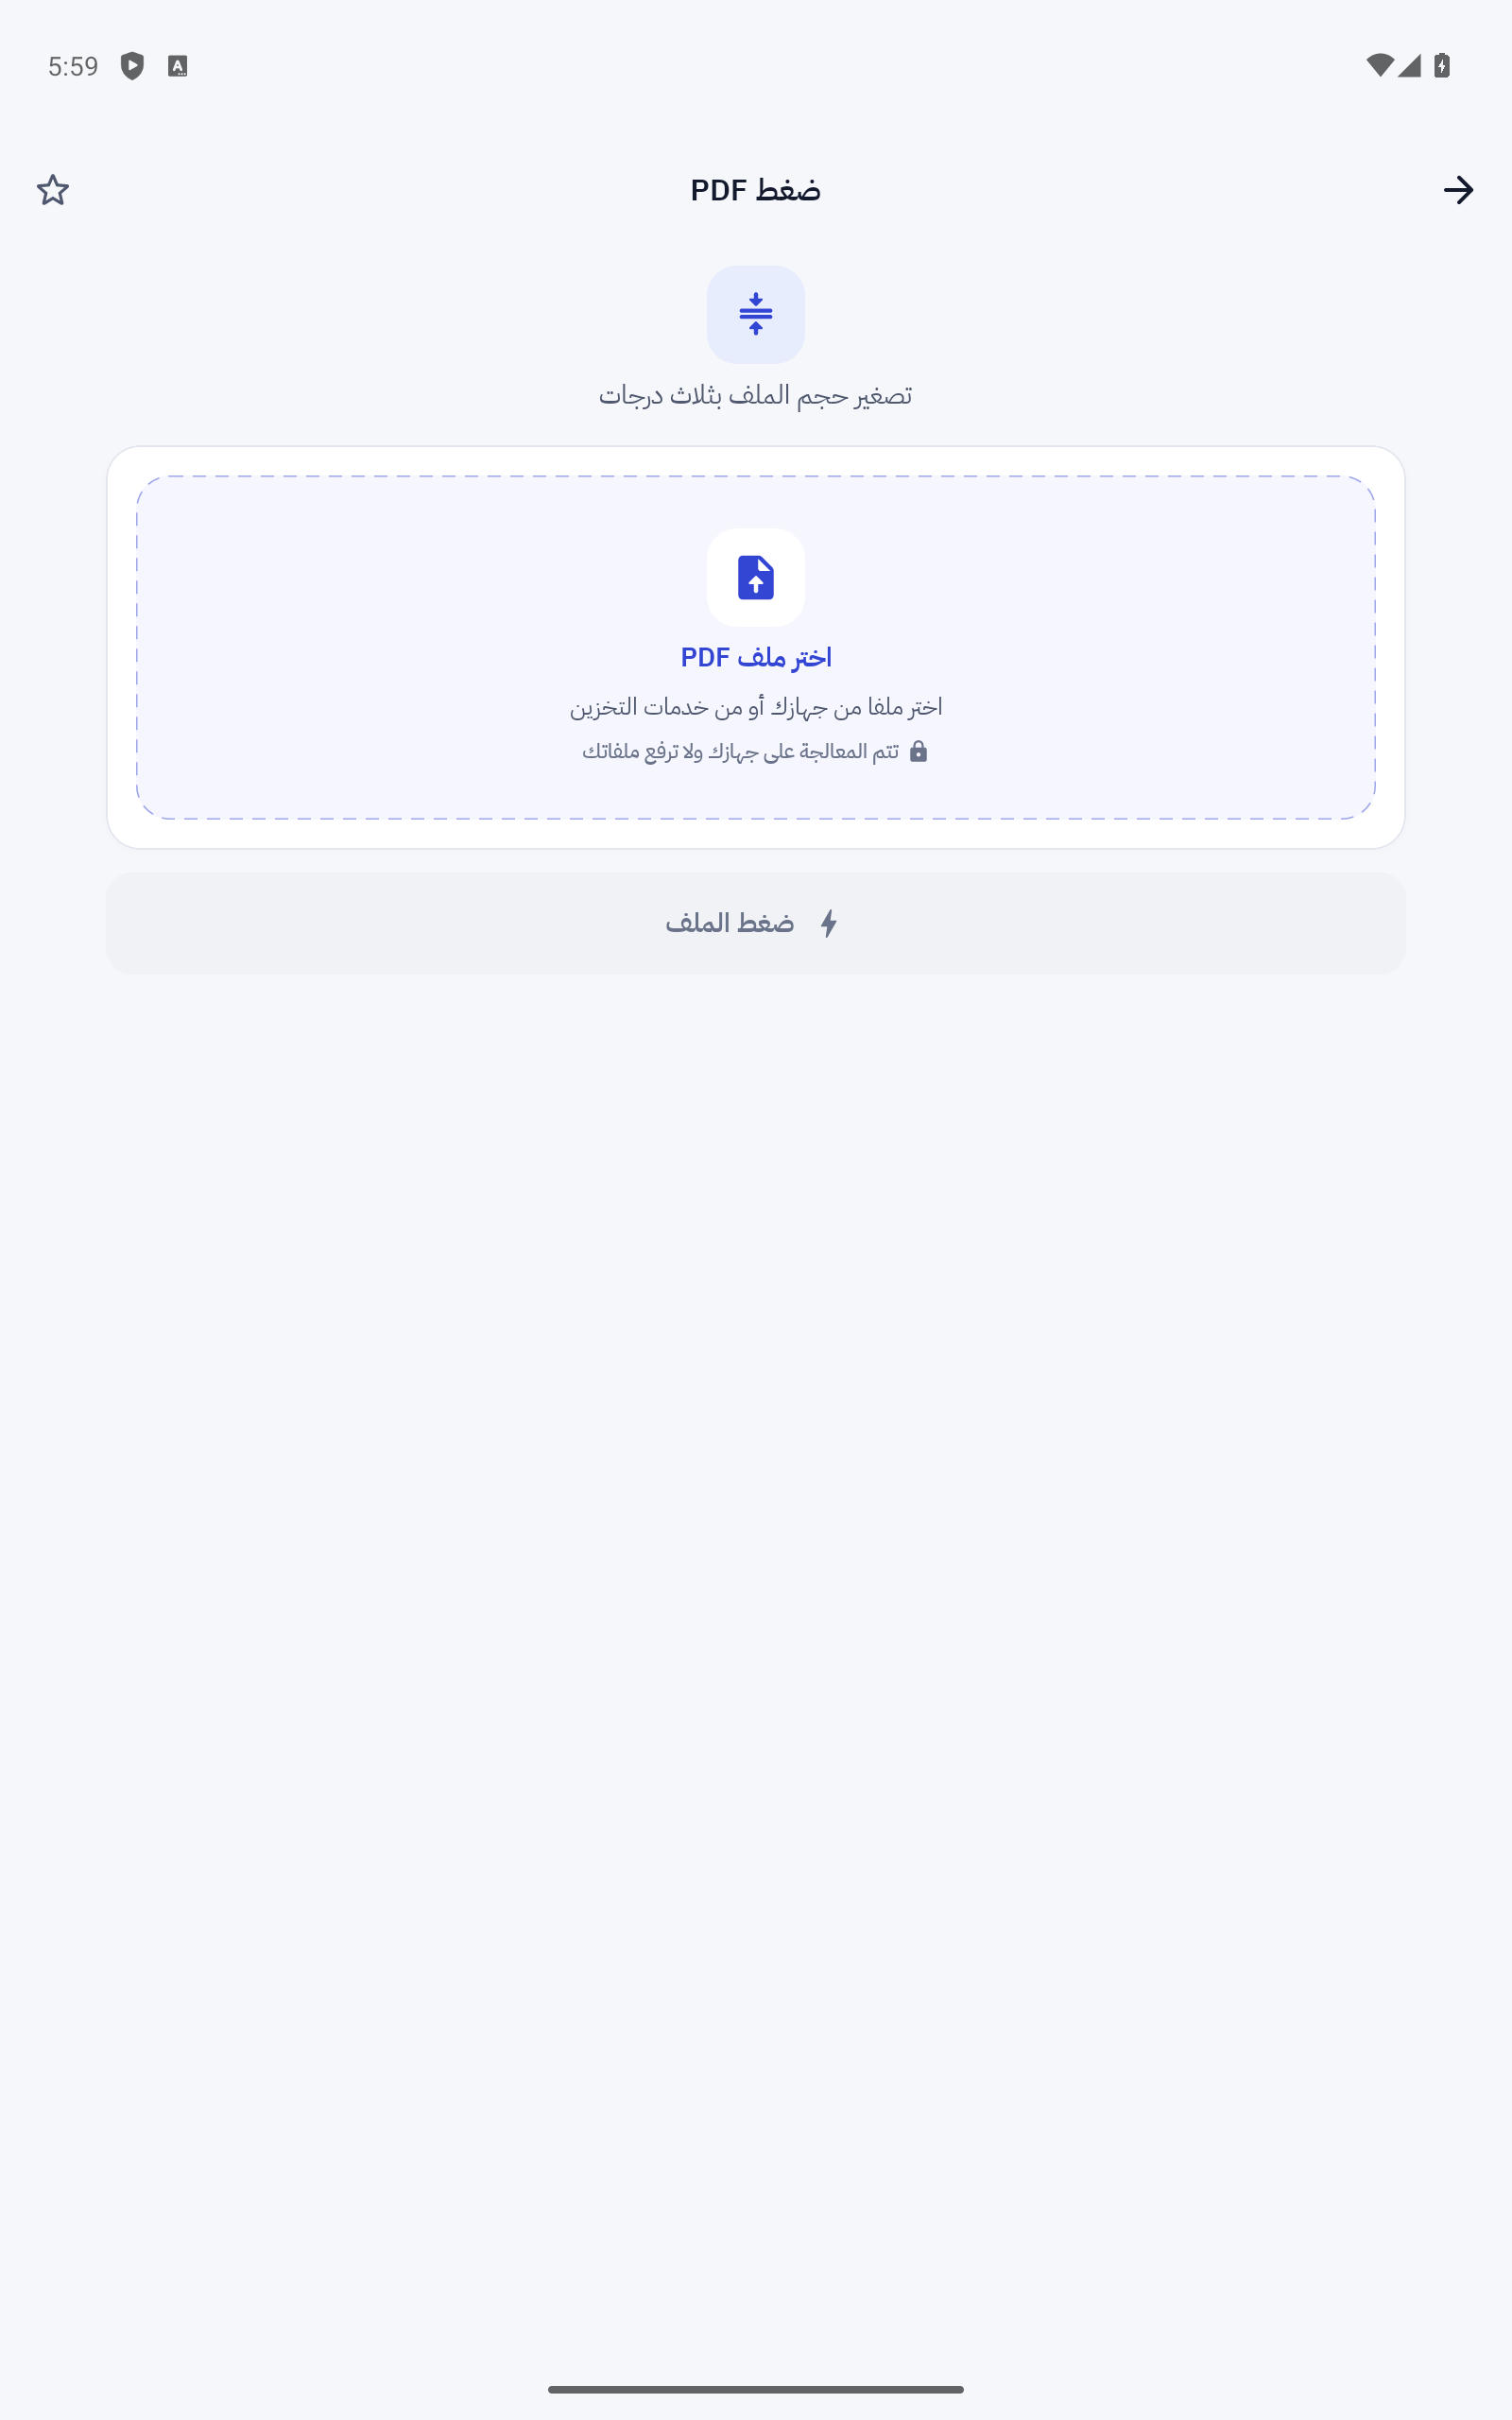 5:59
ضغط PDF
تصغير حجم الملف بثلاث درجات
اختر ملف PDF
اختر ملفا من جهازك أو من خدمات التخزين
تتم المعالجة على جهازك ولا ترفع ملفاتك
ضغط الملف